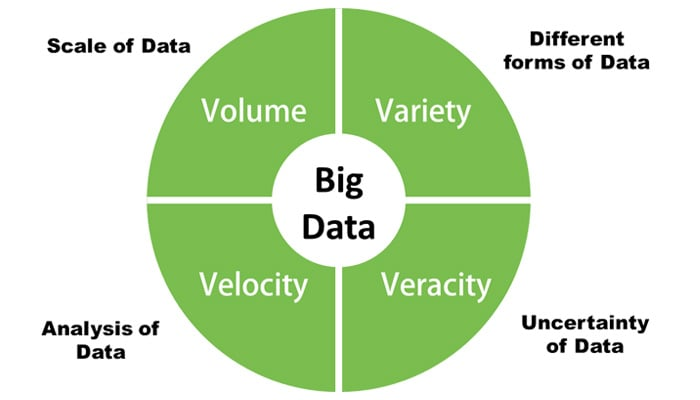 Scale of Data
Different
forms of Data
Volume
Variety
Big
Data
Velocity
Veracity
Analysis of
Data
Uncertainty
of Data